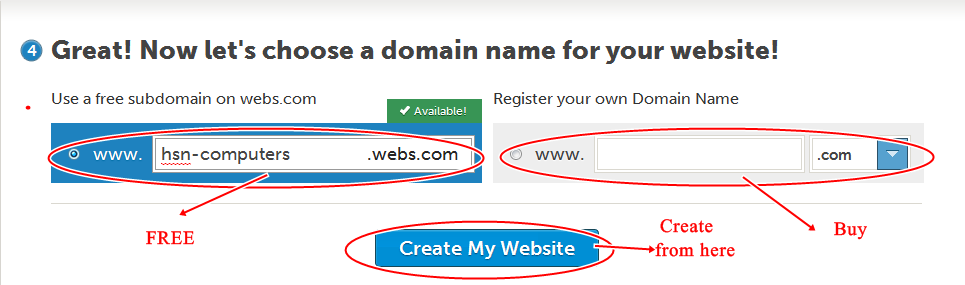 4 Great! Now let's choose a domain name for your website!
Use a free subdomain on webs.com
✔ Available!
Register your own Domain Name
www. hsn-computers .webs.com
www. .com
FREE
Create My Website
Create
from here
Buy